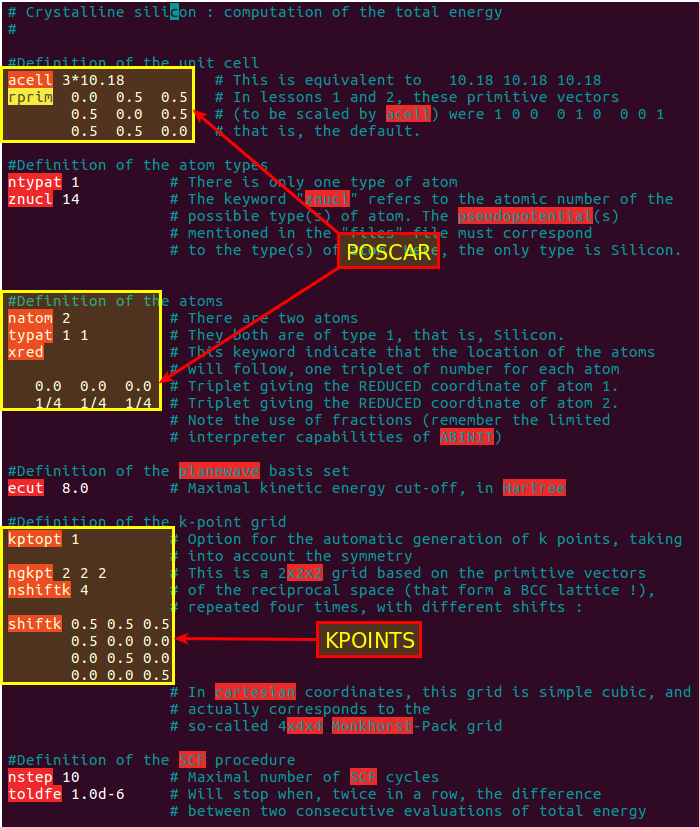 # Crystalline silicon : computation of the total energy
#
#Definition of the unit cell
acell 3*10.18 # This is equivalent to 10.18 10.18 10.18
rprim 0.0 0.5 0.5 # In lessons 1 and 2, these primitive vectors
0.5 0.0 0.5 # (to be scaled by acell) were 1 0 0 0 1 0 0 0 1
0.5 0.5 0.0 # that is, the default.
#Definition of the atom types
ntypat 1 # There is only one type of atom
znucl 14 # The keyword "znucl" refers to the atomic number of the
# possible type(s) of atom. The pseudopotential(s)
# mentioned in the "files" file must correspond
# to the type(s) of the only type is Silicon.
POSCAR
#Definition of the atoms
natom 2 # There are two atoms
typat 1 1 # They both are of type 1, that is, Silicon.
xred # This keyword indicate that the location of the atoms
# will follow, one triplet of number for each atom
0.0 0.0 0.0 # Triplet giving the REDUCED coordinate of atom 1.
1/4 1/4 1/4 # Triplet giving the REDUCED coordinate of atom 2.
# Note the use of fractions (remember the limited
# interpreter capabilities of ABINIT)
#Definition of the planewave basis set
ecut 8.0 # Maximal kinetic energy cut-off, in Hartree
#Definition of the k-point grid
kptopt 1 # Option for the automatic generation of k points, taking
# into account the symmetry
ngkpt 2 2 2 # This is a 2x2x2 grid based on the primitive vectors
nshiftk 4 # of the reciprocal space (that form a BCC lattice !),
# repeated four times, with different shifts :
shiftk 0.5 0.5 0.5
0.5 0.0 0.0
KPOINTS
0.0 0.5 0.0
0.0 0.0 0.5
# In cartesian coordinates, this grid is simple cubic, and
# actually corresponds to the
# so-called 4x4x4 Monkhorst-Pack grid
#Definition of the SCF procedure
nstep 10 # Maximal number of SCF cycles
toldfe 1.0d-6 # Will stop when, twice in a row, the difference
# between two consecutive evaluations of total energy